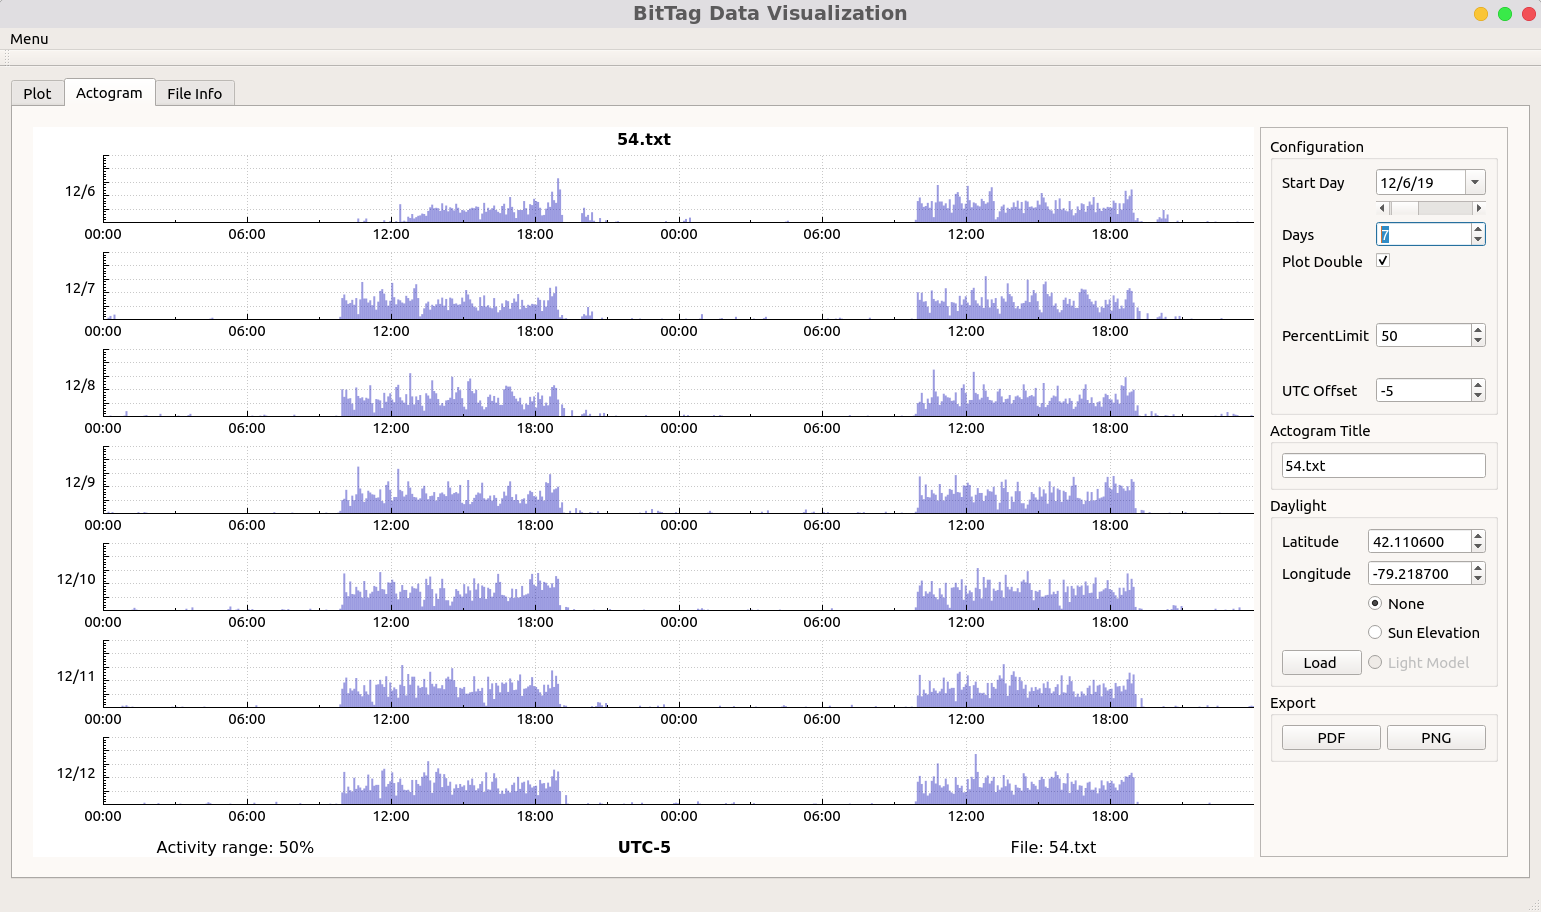 BitTag Data Visualization
Menu
Plot Actogram File Info
54.txt
12/6
00:00 06:00 12:00 18:00 00:00 06:00 12:00 18:00
12/7
00:00 06:00 12:00 18:00 00:00 06:00 12:00 18:00
12/8
00:00 06:00 12:00 18:00 00:00 06:00 12:00 18:00
12/9
00:00 06:00 12:00 18:00 00:00 06:00 12:00 18:00
12/10
00:00 06:00 12:00 18:00 00:00 06:00 12:00 18:00
12/11
00:00 06:00 12:00 18:00 00:00 06:00 12:00 18:00
12/12
00:00 06:00 12:00 18:00 00:00 06:00 12:00 18:00
Activity range: 50% UTC-5 File: 54.txt
Configuration
Start Day 12/6/19
Days 7
Plot Double
PercentLimit 50
UTC Offset -5
Actogram Title
54.txt
Daylight
Latitude 42.110600
Longitude -79.218700
None
Sun Elevation
Load Light Model
Export
PDF PNG